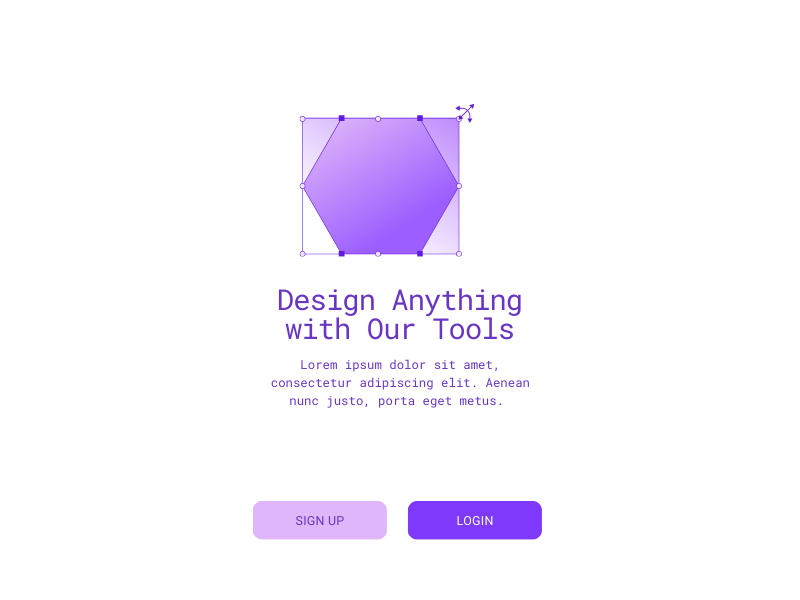 Design Anything
with Our Tools
Lorem ipsum dolor sit amet,
consectetur adipiscing elit. Aenean
nunc justo, porta eget metus.
SIGN UP
LOGIN